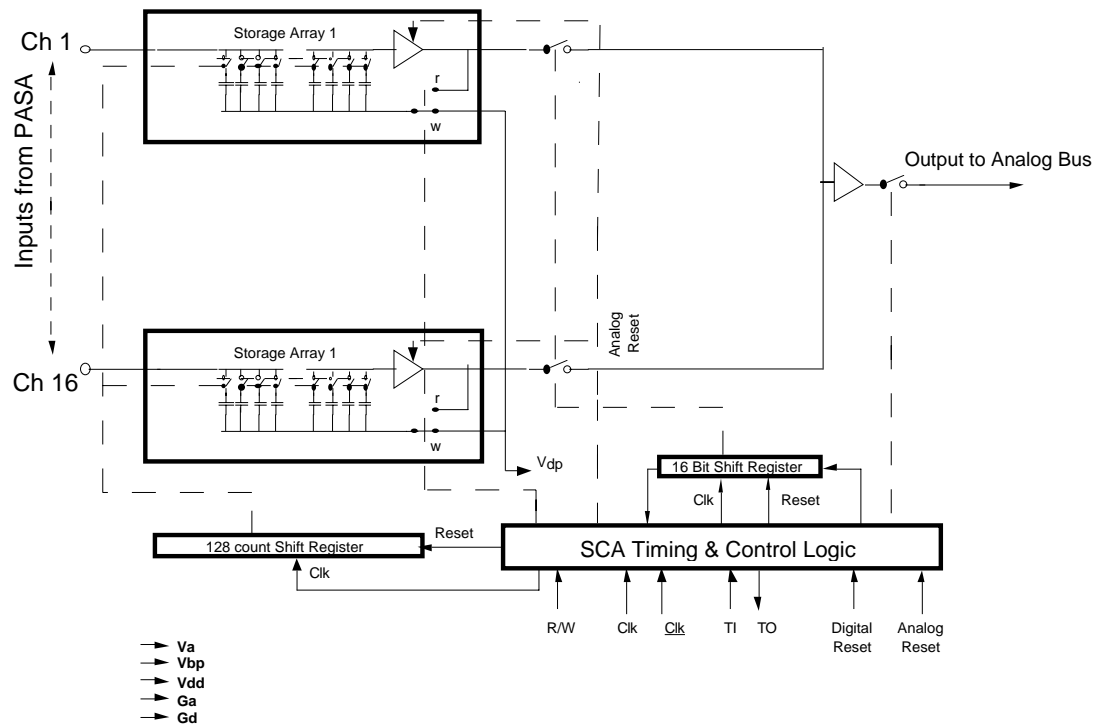 Ch 1
Storage Array 1
r
w
Inputs from PASA
Output to Analog Bus
Analog
Reset
Ch 16
Storage Array 1
r
w
Vdp
16 Bit Shift Register
Clk
Reset
128 count Shift Register
Reset
Clk
SCA Timing & Control Logic
R/W
Clk
Clk
TI
TO
Digital
Reset
Analog
Reset
Va
Vbp
Vdd
Ga
Gd